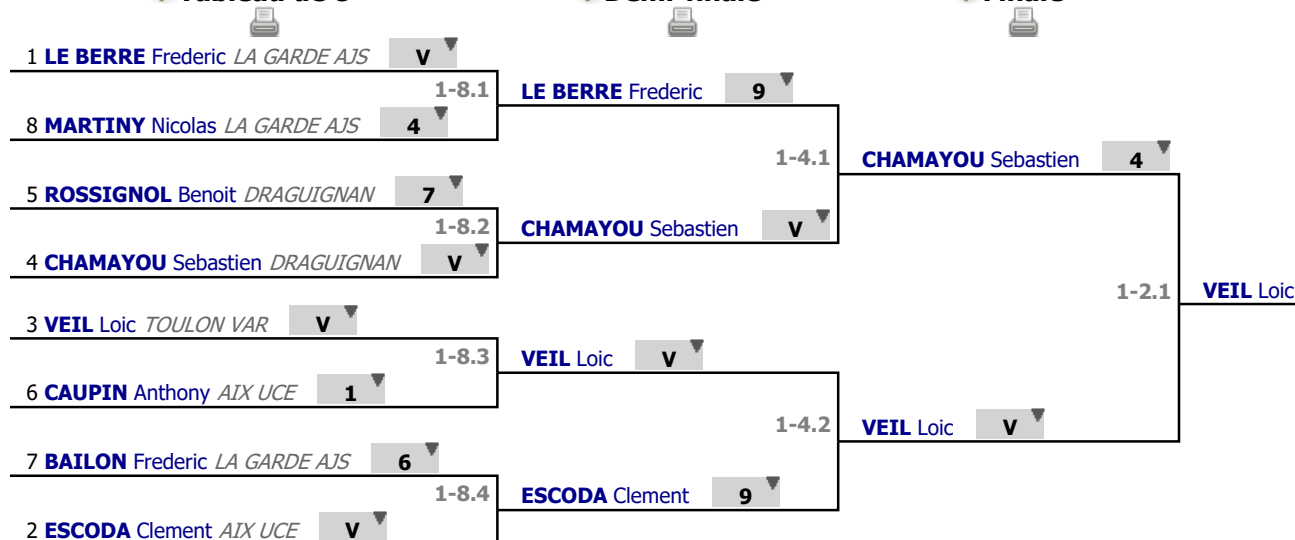 Tableau de 8
Demi-finale
Finale
1 LE BERRE Frederic LA GARDE AJS V
1-8.1
8 MARTINY Nicolas LA GARDE AJS 4
LE BERRE Frederic 9
1-4.1
5 ROSSIGNOL Benoit DRAGUIGNAN 7
1-8.2
4 CHAMAYOU Sebastien DRAGUIGNAN V
CHAMAYOU Sebastien V
CHAMAYOU Sebastien 4
1-2.1
VEIL Loic
3 VEIL Loic TOULON VAR V
1-8.3
6 CAUPIN Anthony AIX UCE 1
VEIL Loic V
1-4.2
VEIL Loic V
7 BAILON Frederic LA GARDE AJS 6
1-8.4
2 ESCODA Clement AIX UCE V
ESCODA Clement 9